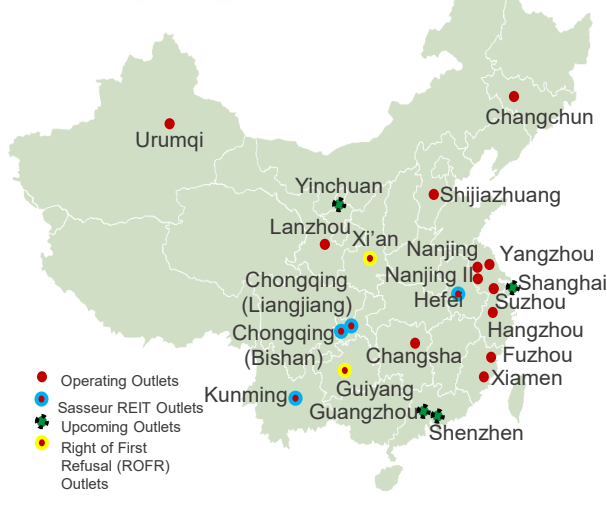 Changchun
Urumqi
Yinchuan
Shijiazhuang
Lanzhou
Xi’an
Nanjing
Yangzhou
Nanjing II
Shanghai
Chongqing
(Liangjiang)
Hefei
Suzhou
Hangzhou
Chongqing
(Bishan)
Changsha
Fuzhou
Xiamen
Guiyang
Kunming
Guangzhou
Shenzhen
Operating Outlets
Sasseur REIT Outlets
Upcoming Outlets
Right of First
Refusal (ROFR)
Outlets